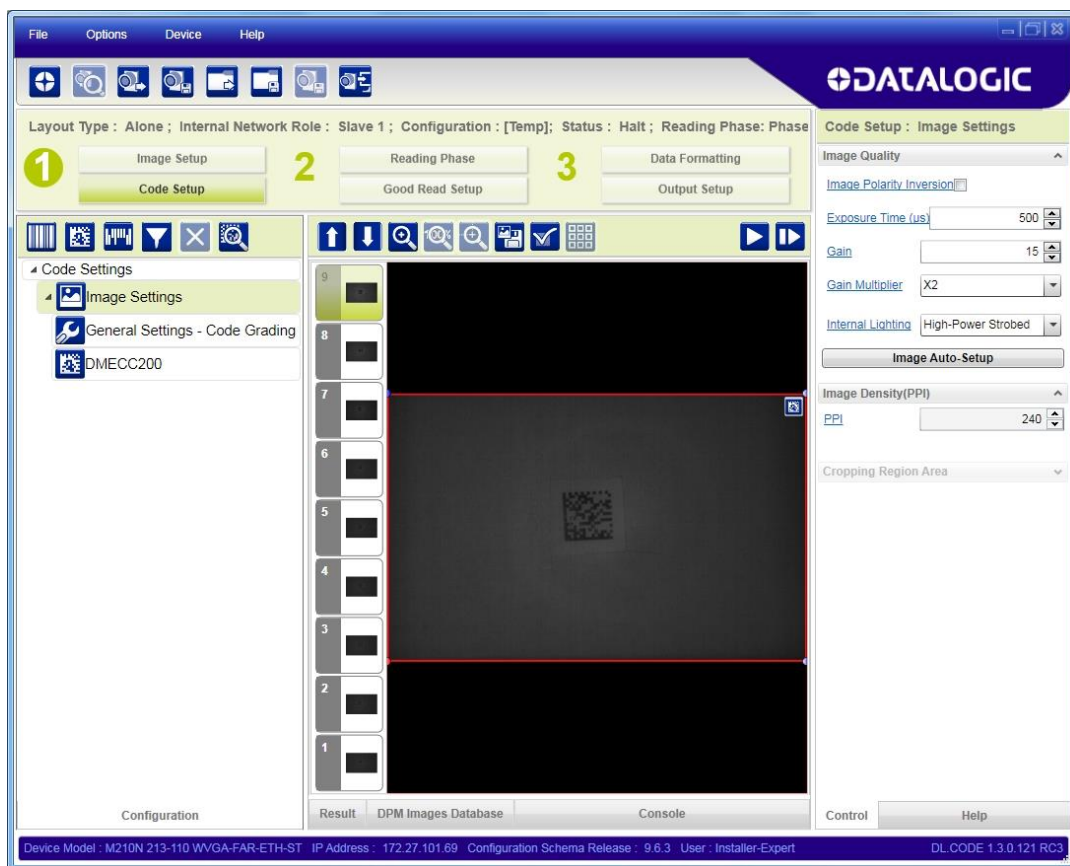 File Options Device Help
DATALOGIC
Layout Type : Alone ; Internal Network Role : Slave 1 ; Configuration : [Temp]; Status : Halt ; Reading Phase: Phase
1 Image Setup 2 Reading Phase 3 Data Formatting
Code Setup Good Read Setup Output Setup
Code Settings
Image Settings
General Settings - Code Grading
DMECC200
100%
9
8
7
6
5
4
3
2
1
Code Setup : Image Settings
Image Quality
Image Polarity Inversion
Exposure Time (µs) 500
Gain 15
Gain Multiplier X2
Internal Lighting High-Power Strobed
Image Auto-Setup
Image Density(PPI)
PPI 240
Cropping Region Area
Configuration Result DPM Images Database Console Control Help
Device Model : M210N 213-110 WVGA-FAR-ETH-ST IP Address : 172.27.101.69 Configuration Schema Release : 9.6.3 User : Installer-Expert DL.CODE 1.3.0.121 RC3